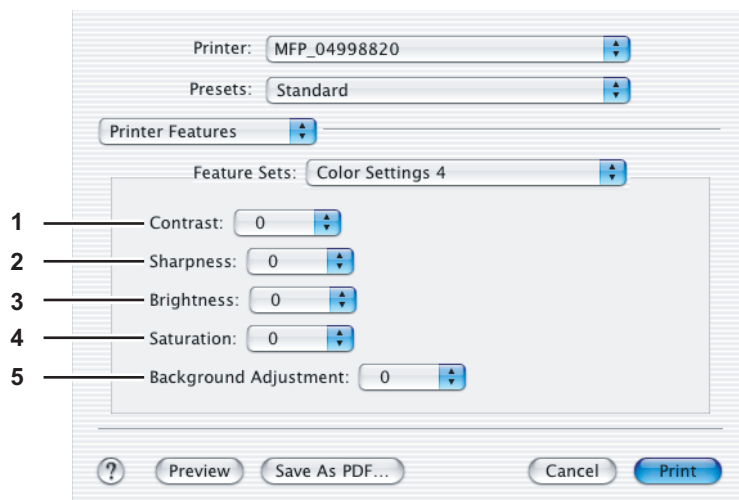 Printer: MFP_04998820
Presets: Standard
Printer Features
Feature Sets: Color Settings 4
1 Contrast: 0
2 Sharpness: 0
3 Brightness: 0
4 Saturation: 0
5 Background Adjustment: 0
? Preview Save As PDF... Cancel Print